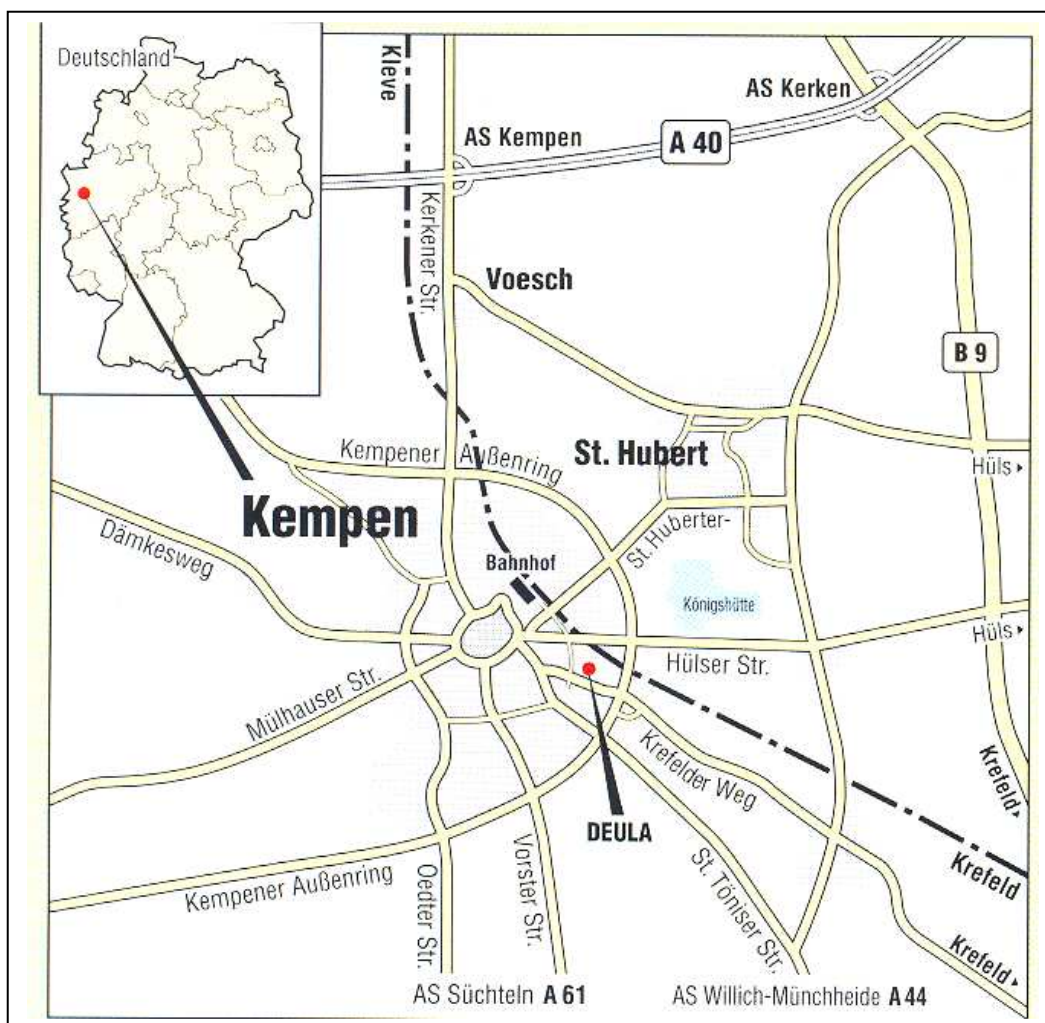 Deutschland
Kleve
AS Kerken
AS Kempen
A 40
Kerkener Str.
Voesch
B 9
Kempener Außenring
St. Hubert
Hüls
Kempen
Dämkesweg
St. Huberter-
Bahnhof
Königshütte
Hüls
Hülser Str.
Mülhauser Str.
Krefelder Weg
Krefeld
DEULA
Kempener Außenring
Oedter Str.
Vorster Str.
St. Töniser Str.
Krefeld
Krefeld
AS Süchteln A 61
AS Willich-Münchheide A 44